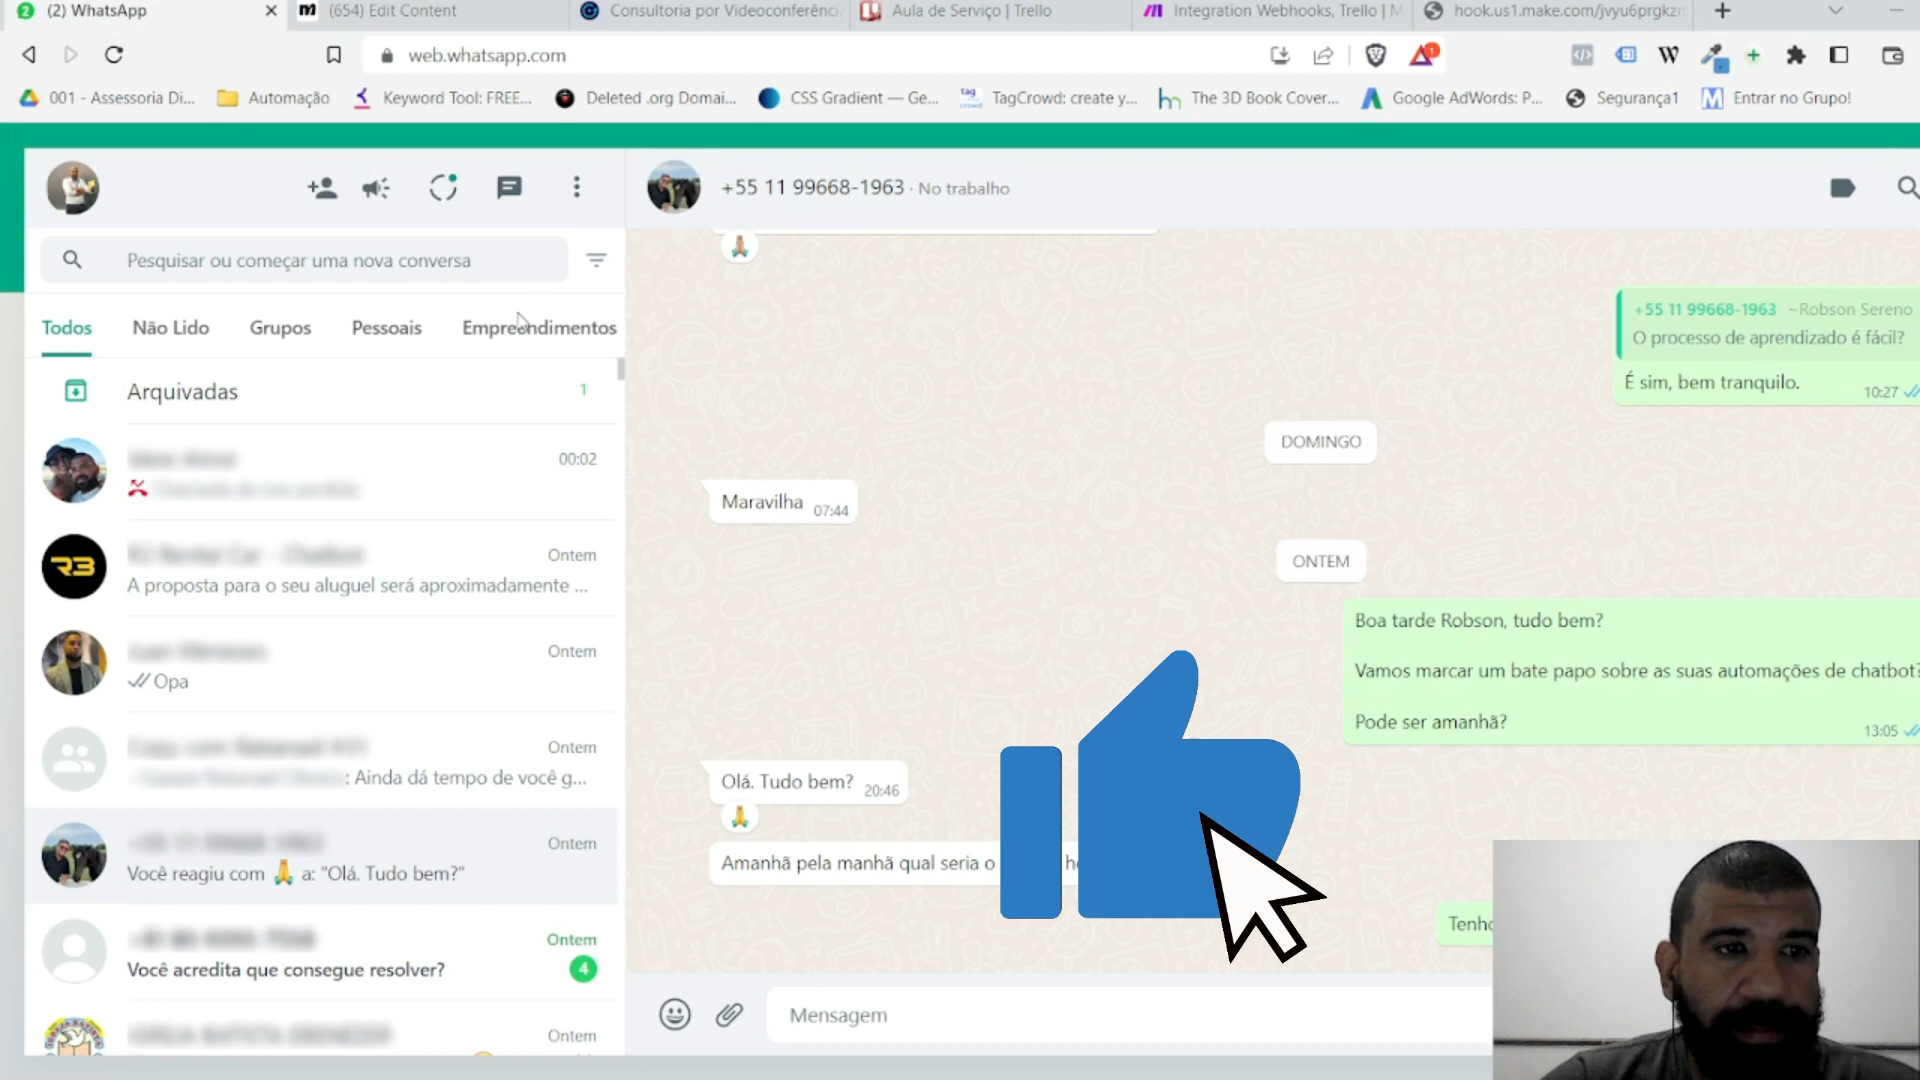 (2) WhatsApp
(654) Edit Content
Consultoria por Videoconferênci
Aula de Serviço | Trello
Integration Webhooks, Trello | M
hook.us1.make.com/jvyu6prgkzr
web.whatsapp.com
001 - Assessoria Di...
Automação
Keyword Tool: FREE...
Deleted .org Domai...
CSS Gradient — Ge...
TagCrowd: create y...
The 3D Book Cover...
Google AdWords: P...
Segurança1
Entrar no Grupo!
+55 11 99668-1963 · No trabalho
Pesquisar ou começar uma nova conversa
Todos
Não Lido
Grupos
Pessoais
Empreendimentos
Arquivadas
1
00:02
Ontem
A proposta para o seu aluguel será aproximadamente ...
R3
Ontem
Opa
Ontem
: Ainda dá tempo de você g...
Ontem
Você reagiu com 🙏 a: "Olá. Tudo bem?"
Ontem
Você acredita que consegue resolver?
4
Ontem
+55 11 99668-1963 ~Robson Sereno
O processo de aprendizado é fácil?
É sim, bem tranquilo.
10:27
DOMINGO
Maravilha
07:44
ONTEM
Boa tarde Robson, tudo bem?
Vamos marcar um bate papo sobre as suas automações de chatbot?
Pode ser amanhã?
13:05
Olá. Tudo bem?
20:46
Amanhã pela manhã qual seria o
Mensagem